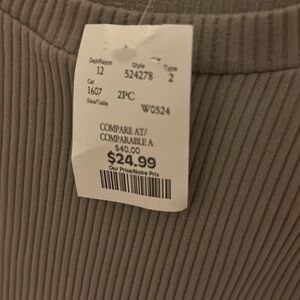 Dept/Rayon Style Type
12 524278 2
Cat
1607 2PC
Size/Taille W0524
COMPARE AT/
COMPARABLE A
$40.00
$24.99
Our Price/Notre Prix